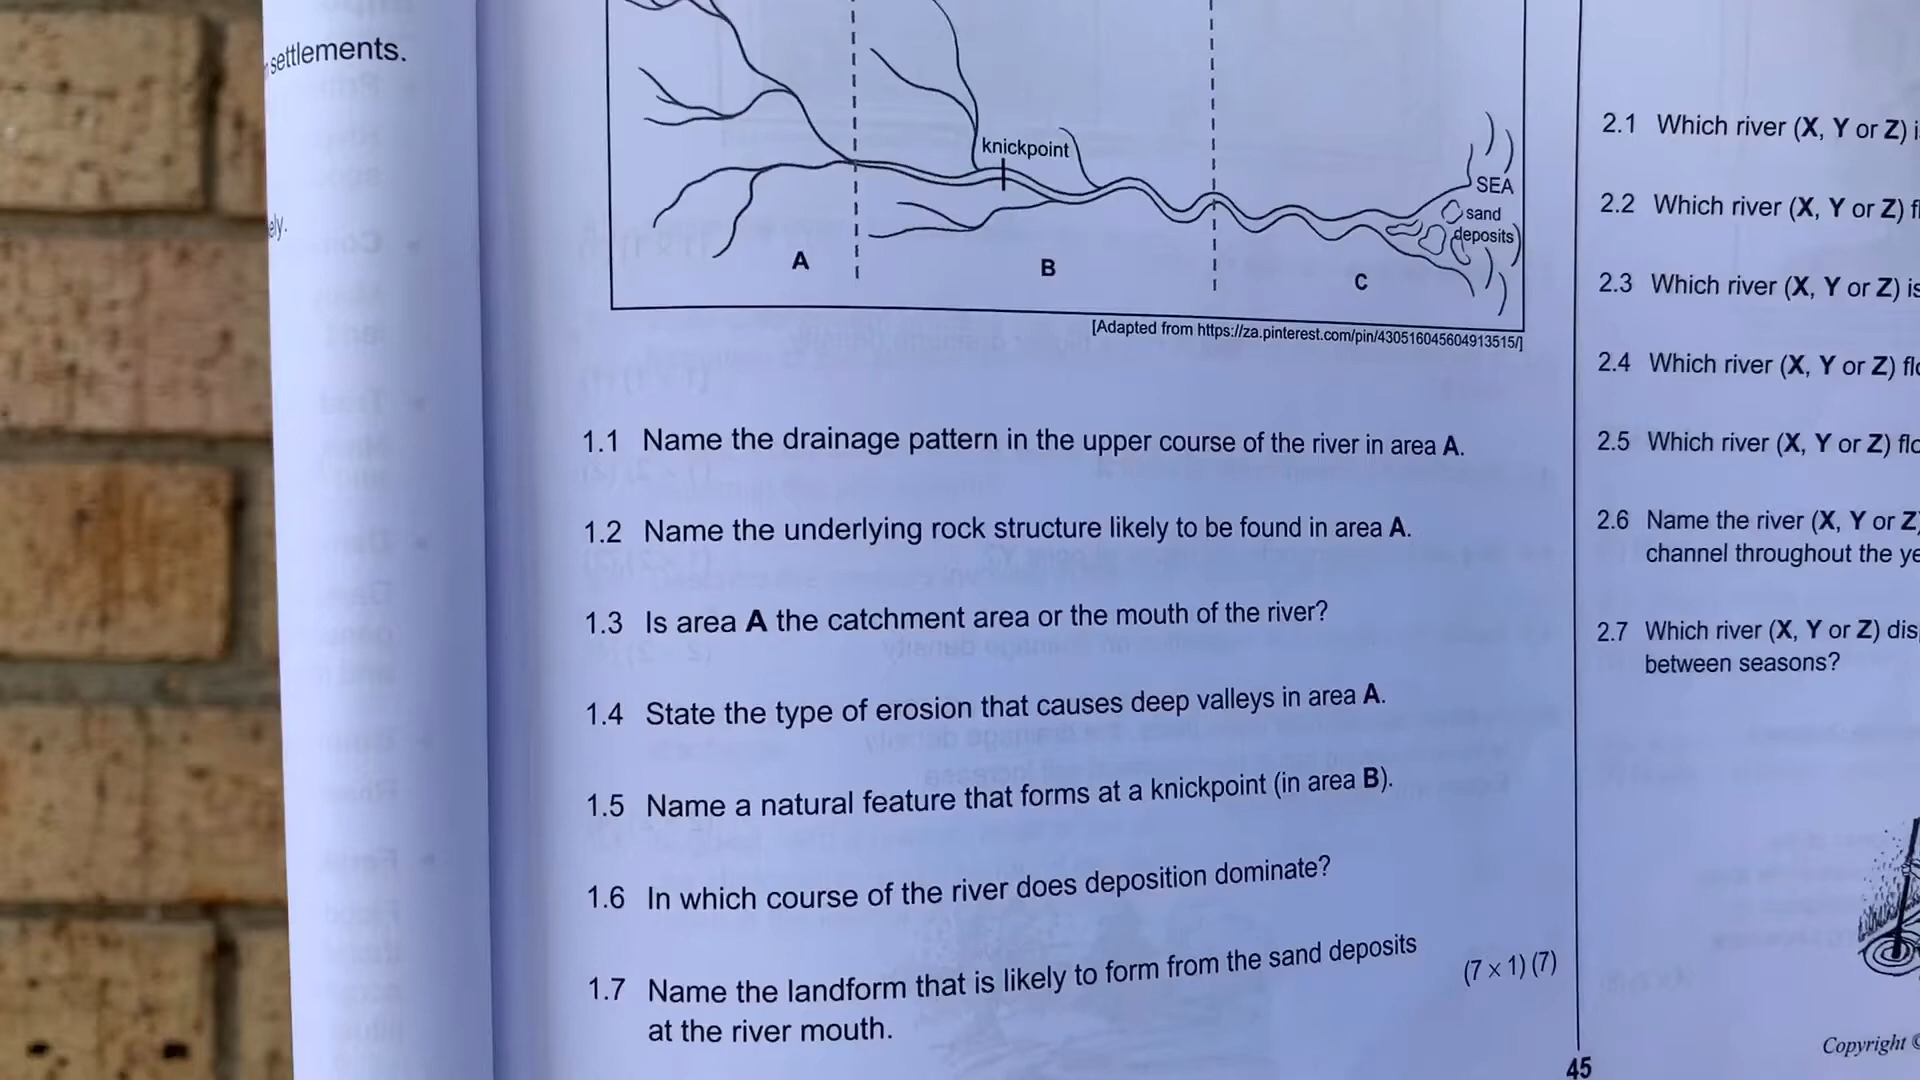 settlements.
ely.
knickpoint
SEA
sand
deposits
A
B
C
[Adapted from https://za.pinterest.com/pin/430516045604913515/]
1.1 Name the drainage pattern in the upper course of the river in area A.
1.2 Name the underlying rock structure likely to be found in area A.
1.3 Is area A the catchment area or the mouth of the river?
1.4 State the type of erosion that causes deep valleys in area A.
1.5 Name a natural feature that forms at a knickpoint (in area B).
1.6 In which course of the river does deposition dominate?
1.7 Name the landform that is likely to form from the sand deposits
at the river mouth.
(7 x 1) (7)
2.1 Which river (X, Y or Z)
2.2 Which river (X, Y or Z)
2.3 Which river (X, Y or Z) is
2.4 Which river (X, Y or Z)
2.5 Which river (X, Y or Z)
2.6 Name the river (X, Y or Z)
channel throughout the
2.7 Which river (X, Y or Z) dis
between seasons?
Copyright ©
45